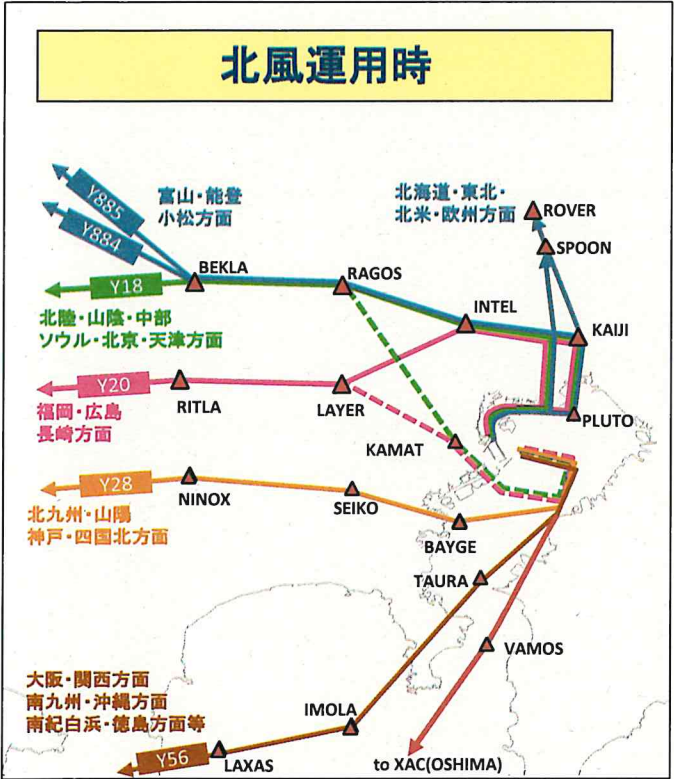 北風運用時
Y885
Y884
富山・能登
小松方面
北海道・東北・
北米・欧州方面
ROVER
SPOON
BEKLA
RAGOS
INTEL
KAIJI
Y18
北陸・山陰・中部
ソウル・北京・天津方面
Y20
RITLA
LAYER
福岡・広島
長崎方面
PLUTO
KAMAT
Y28
NINOX
SEIKO
BAYGE
北九州・山陽
神戸・四国北方面
TAURA
VAMOS
大阪・関西方面
南九州・沖縄方面
南紀白浜・徳島方面等
IMOLA
Y56
LAXAS
to XAC(OSHIMA)